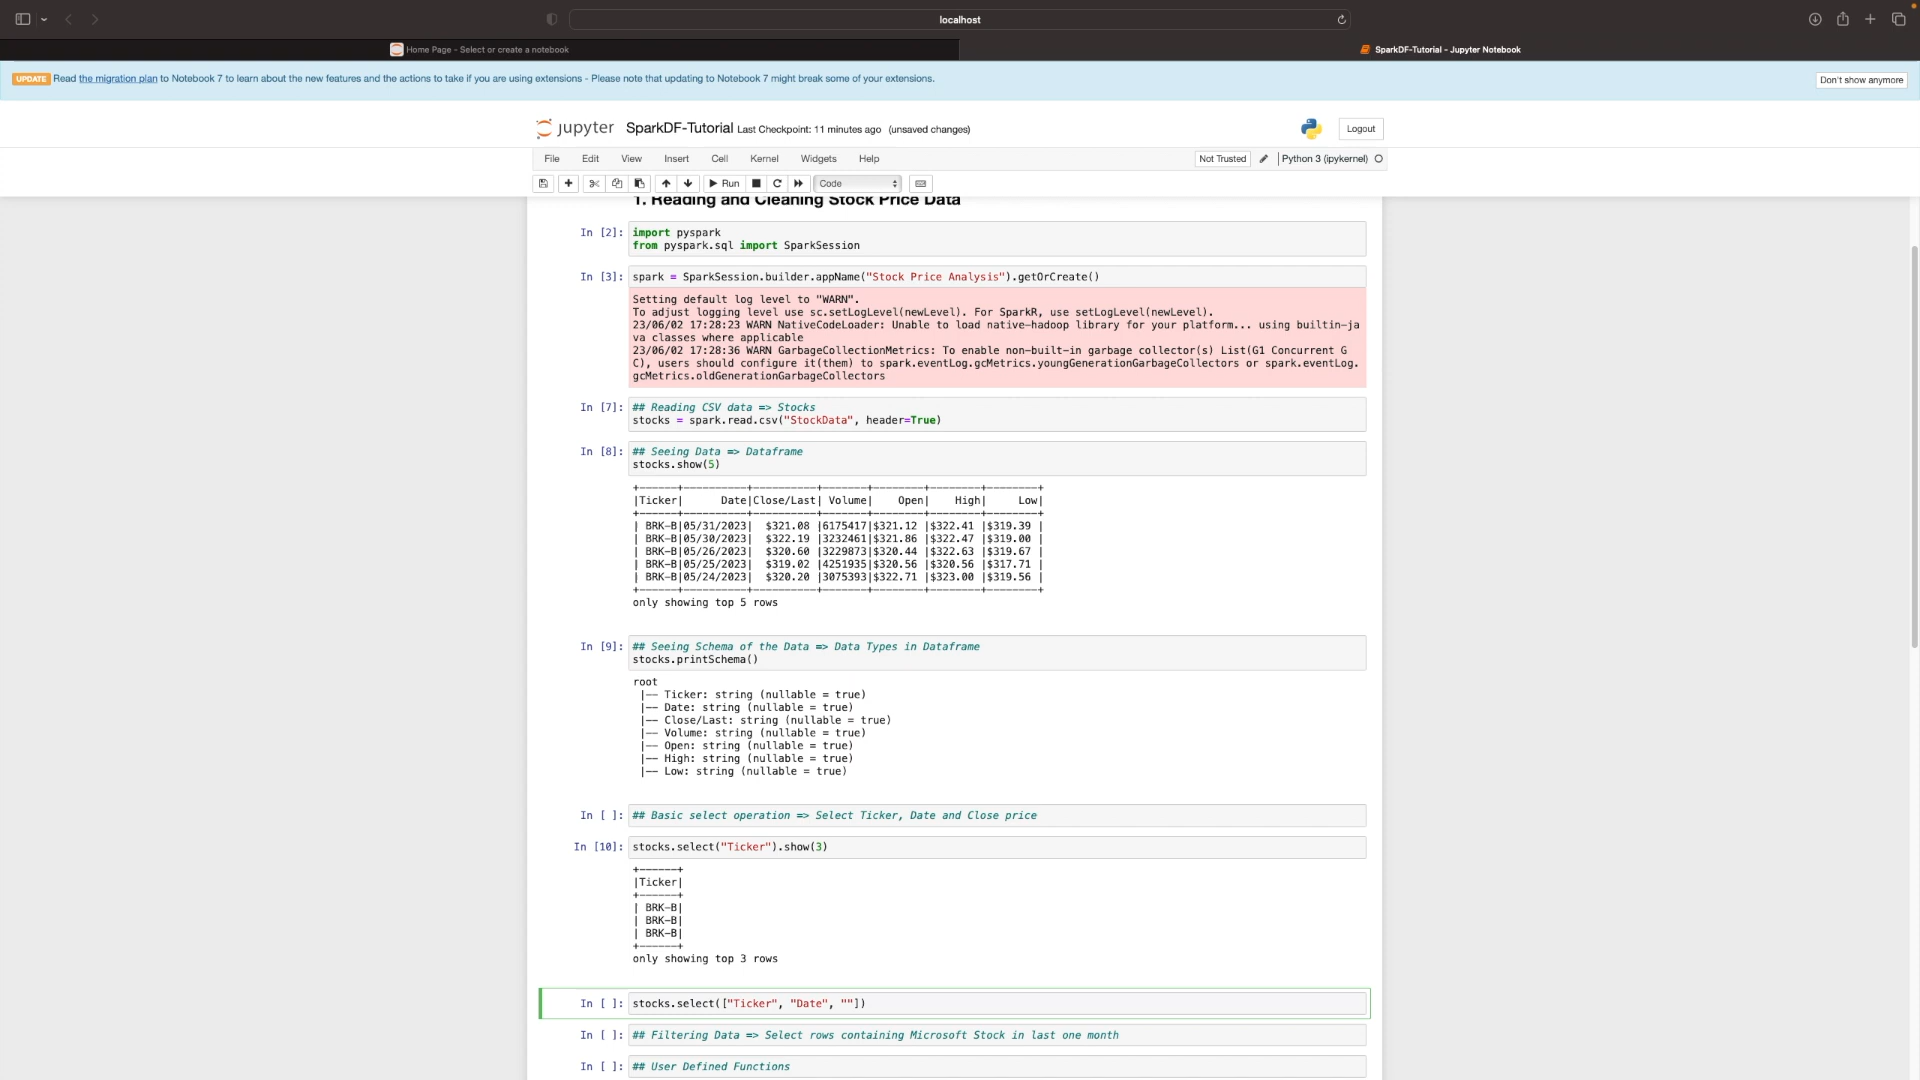 localhost
Home Page - Select or create a notebook
SparkDF-Tutorial - Jupyter Notebook
UPDATE Read the migration plan to Notebook 7 to learn about the new features and the actions to take if you are using extensions - Please note that updating to Notebook 7 might break some of your extensions.
Don't show anymore
jupyter SparkDF-Tutorial Last Checkpoint: 11 minutes ago (unsaved changes)
Logout
File Edit View Insert Cell Kernel Widgets Help
Not Trusted Python 3 (ipykernel)
Run Code
1. Reading and Cleaning Stock Price Data
In [2]: import pyspark
from pyspark.sql import SparkSession
In [3]: spark = SparkSession.builder.appName("Stock Price Analysis").getOrCreate()
Setting default log level to "WARN".
To adjust logging level use sc.setLogLevel(newLevel). For SparkR, use setLogLevel(newLevel).
23/06/02 17:28:23 WARN NativeCodeLoader: Unable to load native-hadoop library for your platform... using builtin-ja
va classes where applicable
23/06/02 17:28:36 WARN GarbageCollectionMetrics: To enable non-built-in garbage collector(s) List(G1 Concurrent G
C), users should configure it(them) to spark.eventLog.gcMetrics.youngGenerationGarbageCollectors or spark.eventLog.
gcMetrics.oldGenerationGarbageCollectors
In [7]: ## Reading CSV data => Stocks
stocks = spark.read.csv("StockData", header=True)
In [8]: ## Seeing Data => Dataframe
stocks.show(5)
+------+----------+----------+-------+--------+--------+--------+
|Ticker|      Date|Close/Last| Volume|    Open|    High|     Low|
+------+----------+----------+-------+--------+--------+--------+
| BRK-B|05/31/2023|  $321.08 |6175417|$321.12 |$322.41 |$319.39 |
| BRK-B|05/30/2023|  $322.19 |3232461|$321.86 |$322.47 |$319.00 |
| BRK-B|05/26/2023|  $320.60 |3229873|$320.44 |$322.63 |$319.67 |
| BRK-B|05/25/2023|  $319.02 |4251935|$320.56 |$320.56 |$317.71 |
| BRK-B|05/24/2023|  $320.20 |3075393|$322.71 |$323.00 |$319.56 |
+------+----------+----------+-------+--------+--------+--------+
only showing top 5 rows
In [9]: ## Seeing Schema of the Data => Data Types in Dataframe
stocks.printSchema()
root
|-- Ticker: string (nullable = true)
|-- Date: string (nullable = true)
|-- Close/Last: string (nullable = true)
|-- Volume: string (nullable = true)
|-- Open: string (nullable = true)
|-- High: string (nullable = true)
|-- Low: string (nullable = true)
In [ ]: ## Basic select operation => Select Ticker, Date and Close price
In [10]: stocks.select("Ticker").show(3)
+------+
|Ticker|
+------+
| BRK-B|
| BRK-B|
| BRK-B|
+------+
only showing top 3 rows
In [ ]: stocks.select(["Ticker", "Date", ""])
In [ ]: ## Filtering Data => Select rows containing Microsoft Stock in last one month
In [ ]: ## User Defined Functions